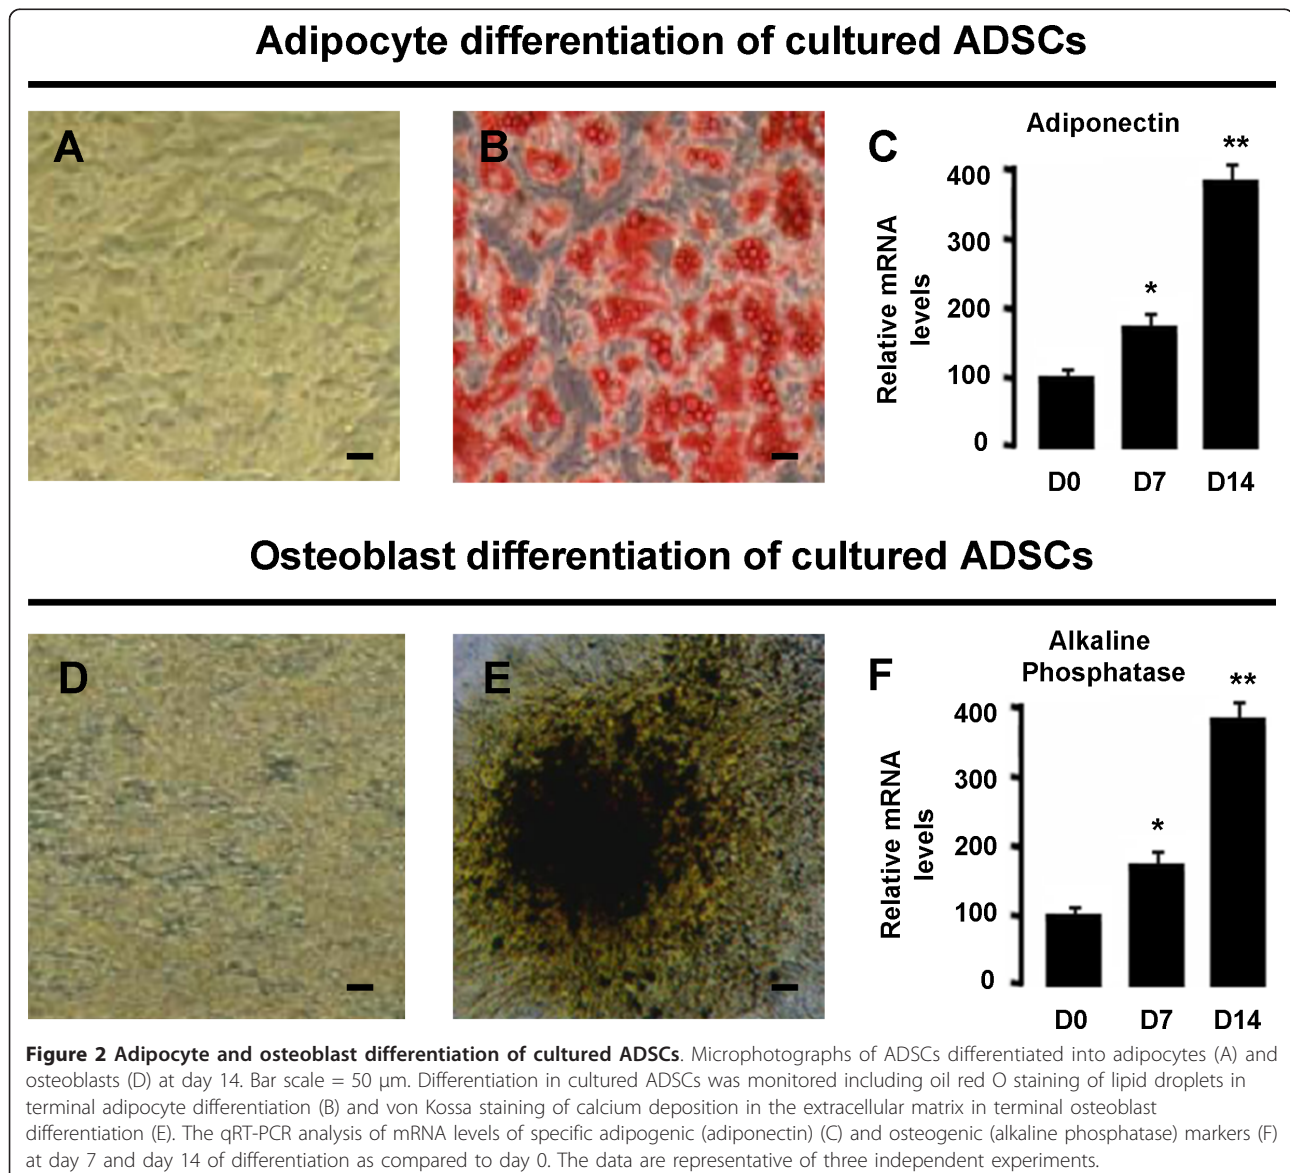 Adipocyte differentiation of cultured ADSCs
A
B
C
Adiponectin
Relative mRNA
levels
400
300
200
100
0
*
**
D0 D7 D14
Osteoblast differentiation of cultured ADSCs
D
E
F
Alkaline
Phosphatase
Relative mRNA
levels
400
300
200
100
0
*
**
D0 D7 D14
Figure 2 Adipocyte and osteoblast differentiation of cultured ADSCs. Microphotographs of ADSCs differentiated into adipocytes (A) and
osteoblasts (D) at day 14. Bar scale = 50 μm. Differentiation in cultured ADSCs was monitored including oil red O staining of lipid droplets in
terminal adipocyte differentiation (B) and von Kossa staining of calcium deposition in the extracellular matrix in terminal osteoblast
differentiation (E). The qRT-PCR analysis of mRNA levels of specific adipogenic (adiponectin) (C) and osteogenic (alkaline phosphatase) markers (F)
at day 7 and day 14 of differentiation as compared to day 0. The data are representative of three independent experiments.